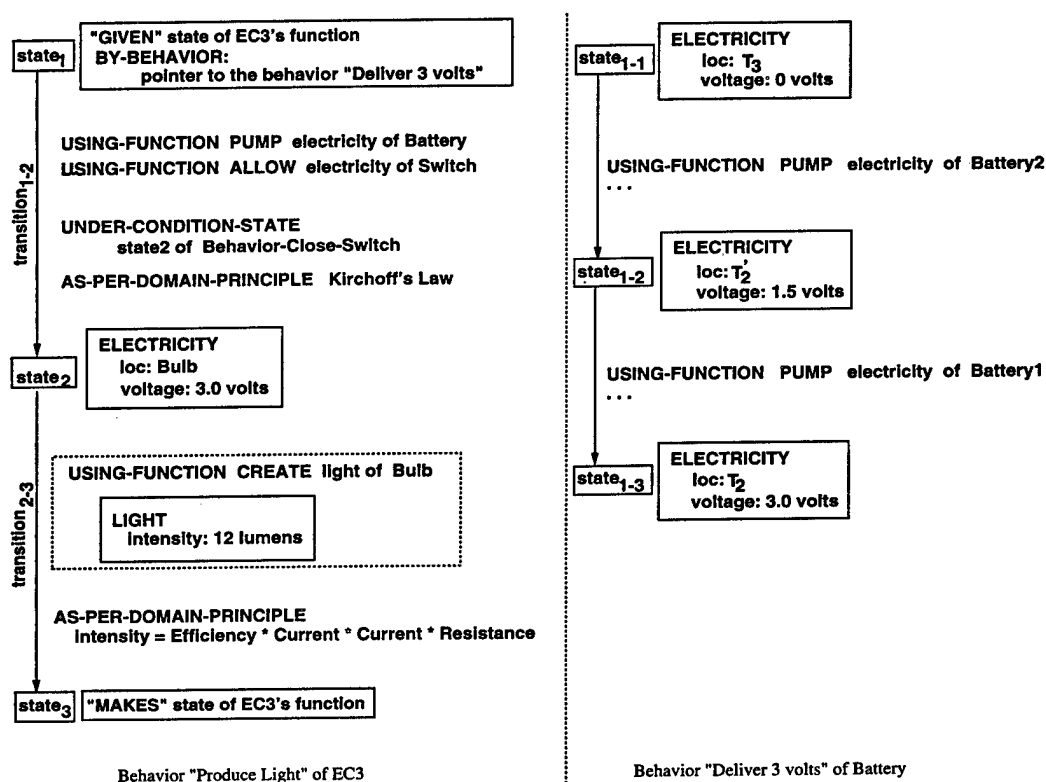 state1
"GIVEN" state of EC3's function
BY-BEHAVIOR:
pointer to the behavior "Deliver 3 volts"
transition1-2
USING-FUNCTION PUMP electricity of Battery
USING-FUNCTION ALLOW electricity of Switch
UNDER-CONDITION-STATE
state2 of Behavior-Close-Switch
AS-PER-DOMAIN-PRINCIPLE Kirchoff's Law
state2
ELECTRICITY
loc: Bulb
voltage: 3.0 volts
transition2-3
USING-FUNCTION CREATE light of Bulb
LIGHT
Intensity: 12 lumens
AS-PER-DOMAIN-PRINCIPLE
Intensity = Efficiency * Current * Current * Resistance
state3
"MAKES" state of EC3's function
Behavior "Produce Light" of EC3
state1-1
ELECTRICITY
loc: T3
voltage: 0 volts
USING-FUNCTION PUMP electricity of Battery2
...
state1-2
ELECTRICITY
loc: T2'
voltage: 1.5 volts
USING-FUNCTION PUMP electricity of Battery1
...
state1-3
ELECTRICITY
loc: T2
voltage: 3.0 volts
Behavior "Deliver 3 volts" of Battery